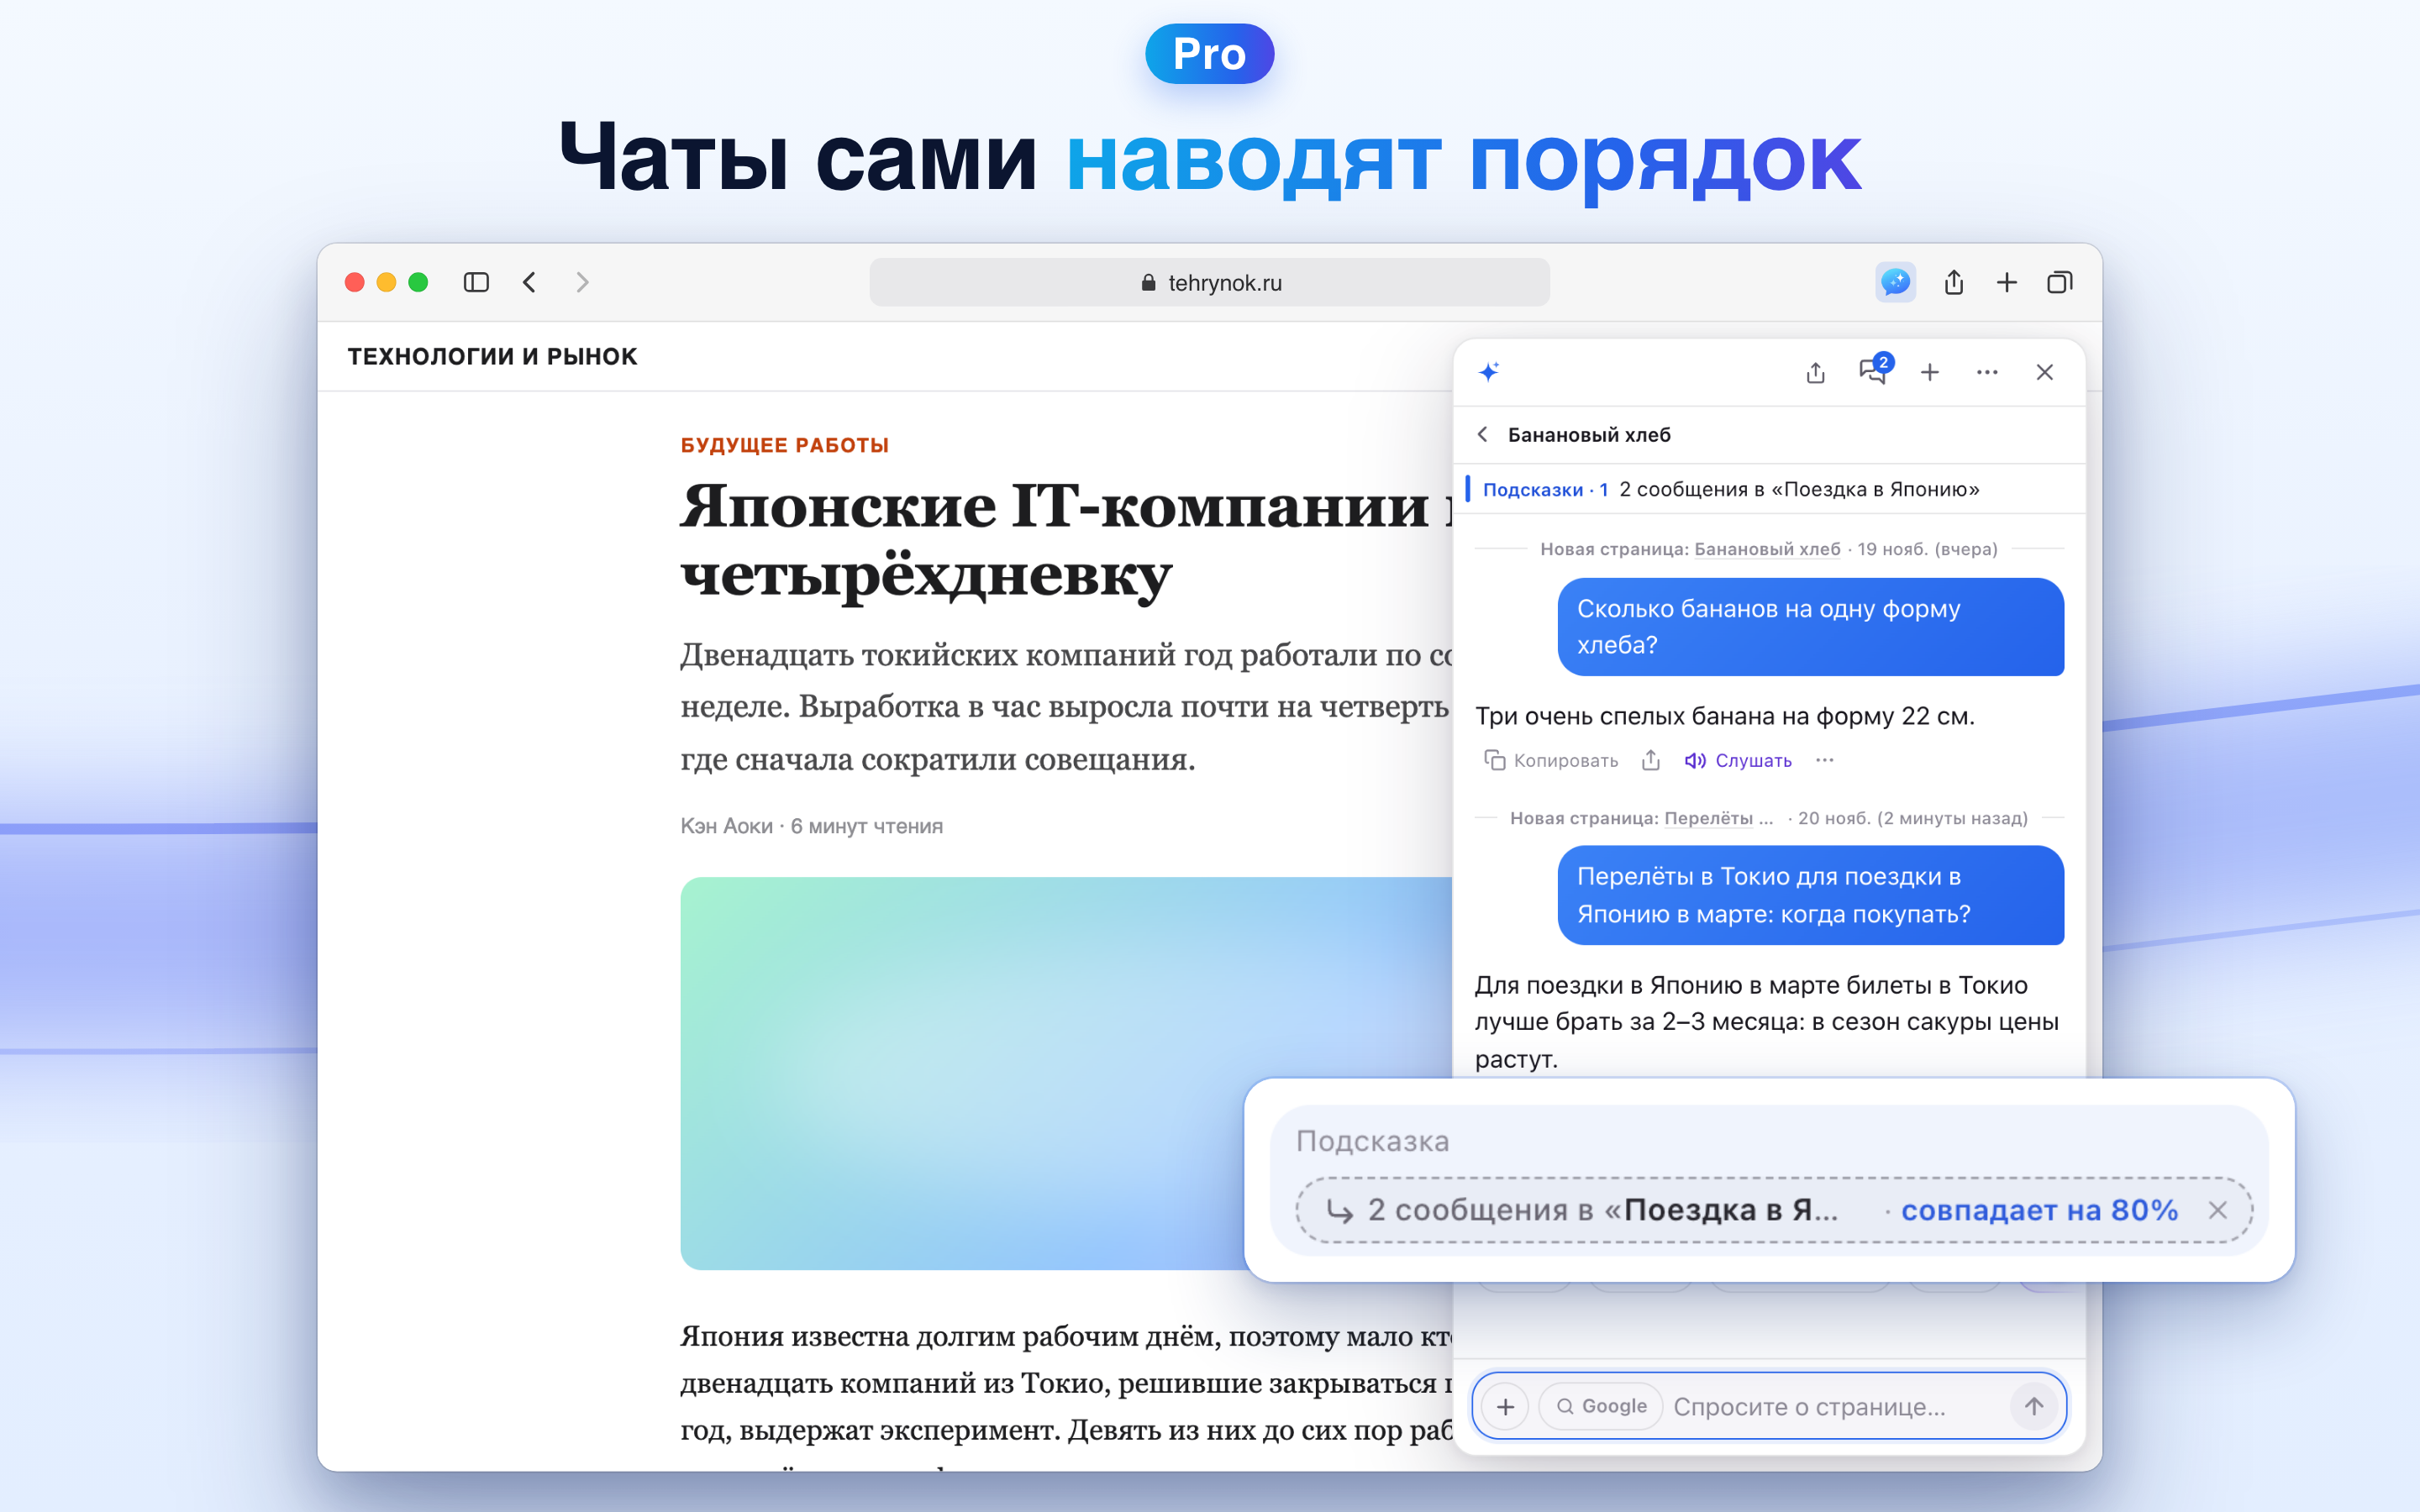 Pro
Чаты сами наводят порядок
tehrynok.ru
ТЕХНОЛОГИИ И РЫНОК
БУДУЩЕЕ РАБОТЫ
Японские IT-компании
четырёхдневку
Двенадцать токийских компаний год работали по
неделе. Выработка в час выросла почти на четверть
где сначала сократили совещания.
Кэн Аоки · 6 минут чтения
Япония известна долгим рабочим днём, поэтому мало
двенадцать компаний из Токио, решившие закрываться
год, выдержат эксперимент. Девять из них до сих пор
2
Банановый хлеб
Подсказки · 1 2 сообщения в «Поездка в Японию»
Новая страница: Банановый хлеб · 19 нояб. (вчера)
Сколько бананов на одну форму
хлеба?
Три очень спелых банана на форму 22 см.
Копировать Слушать
Новая страница: Перелёты ... · 20 нояб. (2 минуты назад)
Перелёты в Токио для поездки в
Японию в марте: когда покупать?
Для поездки в Японию в марте билеты в Токио
лучше брать за 2–3 месяца: в сезон сакуры цены
растут.
Подсказка
2 сообщения в «Поездка в Я... · совпадает на 80%
Google Спросите о странице...